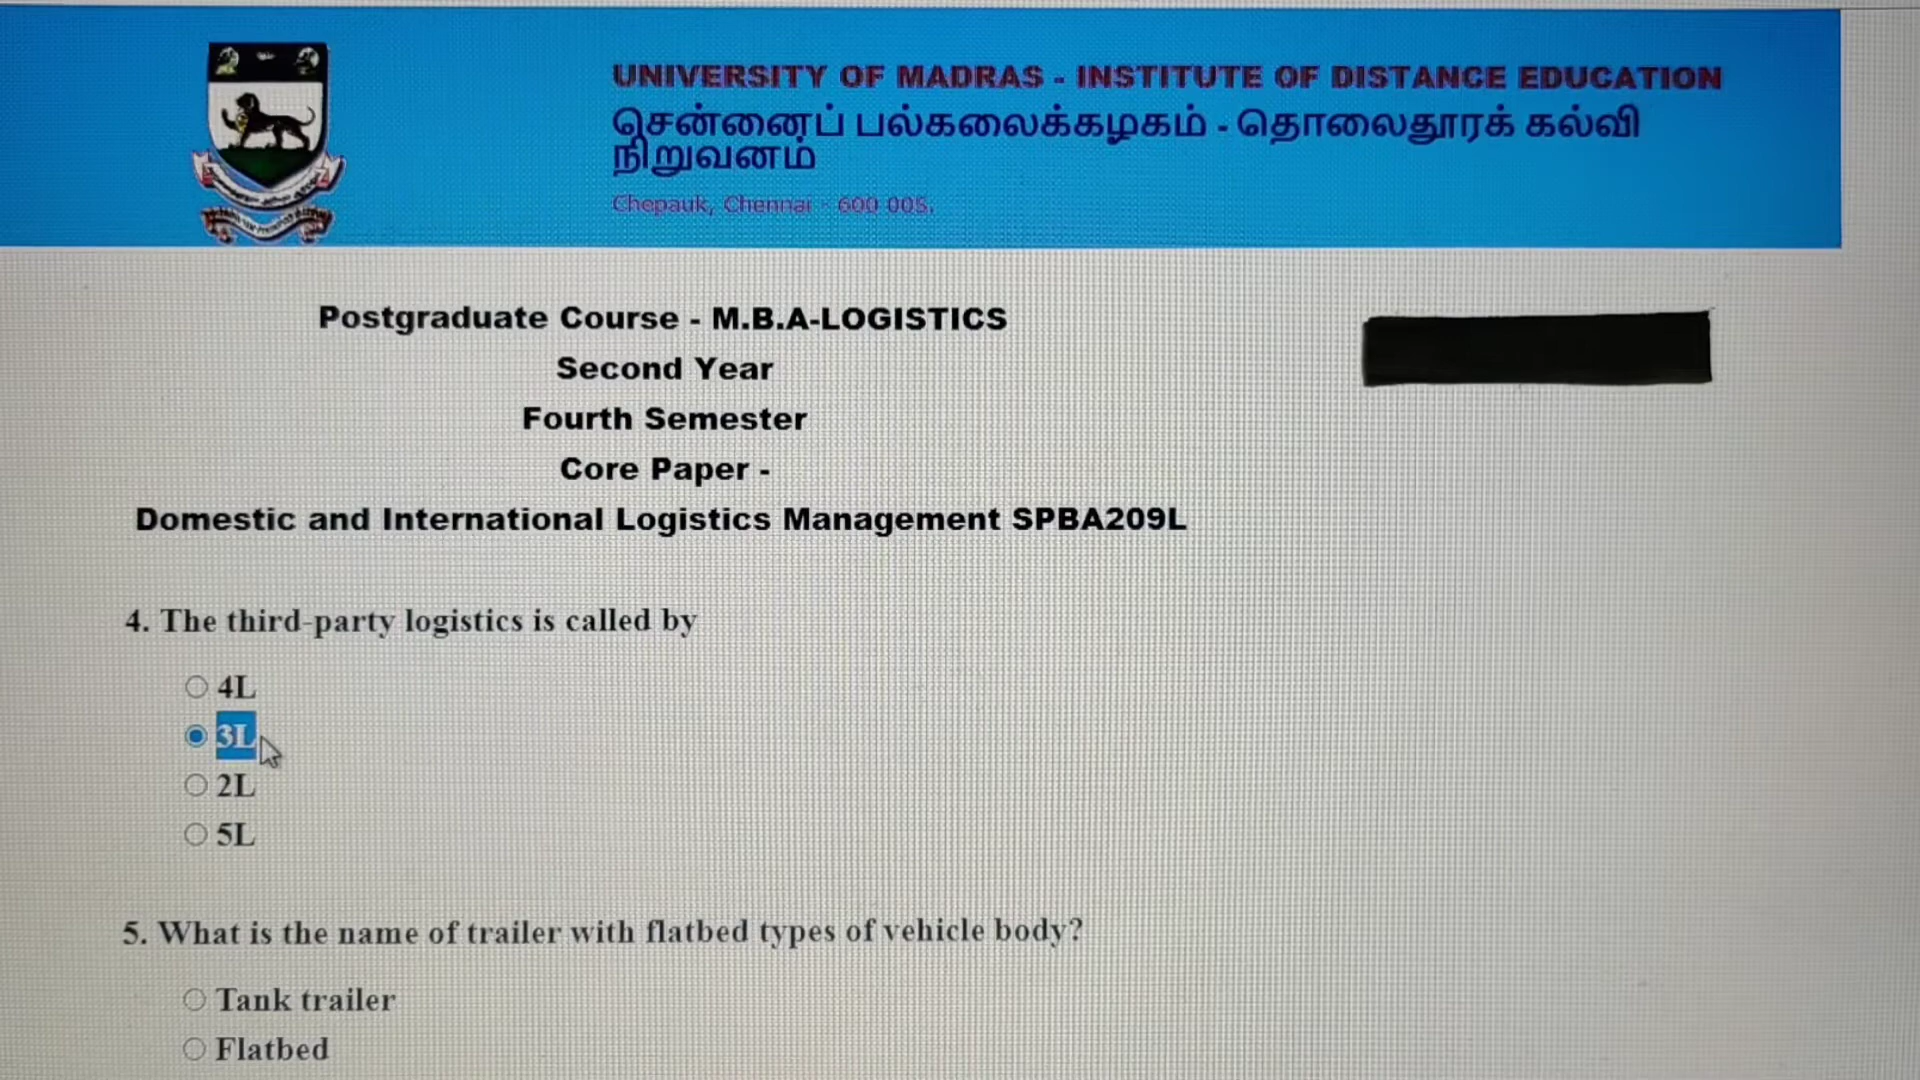 UNIVERSITY OF MADRAS - INSTITUTE OF DISTANCE EDUCATION
சென்னைப் பல்கலைக்கழகம் - தொலைதூரக் கல்வி
நிறுவனம்
Chepauk, Chennai - 600 005.
Postgraduate Course - M.B.A-LOGISTICS
Second Year
Fourth Semester
Core Paper -
Domestic and International Logistics Management SPBA209L
4. The third-party logistics is called by
4L
3L
2L
5L
5. What is the name of trailer with flatbed types of vehicle body?
Tank trailer
Flatbed